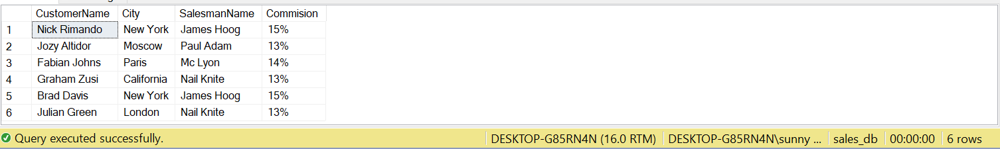 CustomerName City SalesmanName Commision
1 Nick Rimando New York James Hoog 15%
2 Jozy Altidor Moscow Paul Adam 13%
3 Fabian Johns Paris Mc Lyon 14%
4 Graham Zusi California Nail Knite 13%
5 Brad Davis New York James Hoog 15%
6 Julian Green London Nail Knite 13%
Query executed successfully. DESKTOP-G85RN4N (16.0 RTM) DESKTOP-G85RN4N\sunny ... sales_db 00:00:00 6 rows